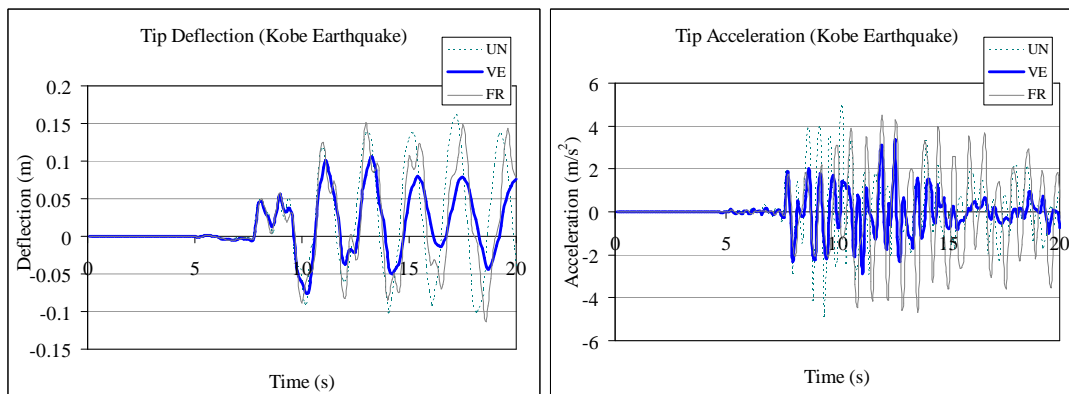 Tip Deflection (Kobe Earthquake)
UN
VE
FR
0.2
0.15
0.1
0.05
0
-0.05
-0.1
-0.15
Deflection (m)
0 5 10 15 20
Time (s)
Tip Acceleration (Kobe Earthquake)
UN
VE
FR
6
4
2
0
-2
-4
-6
Acceleration (m/s²)
0 5 10 15 20
Time (s)